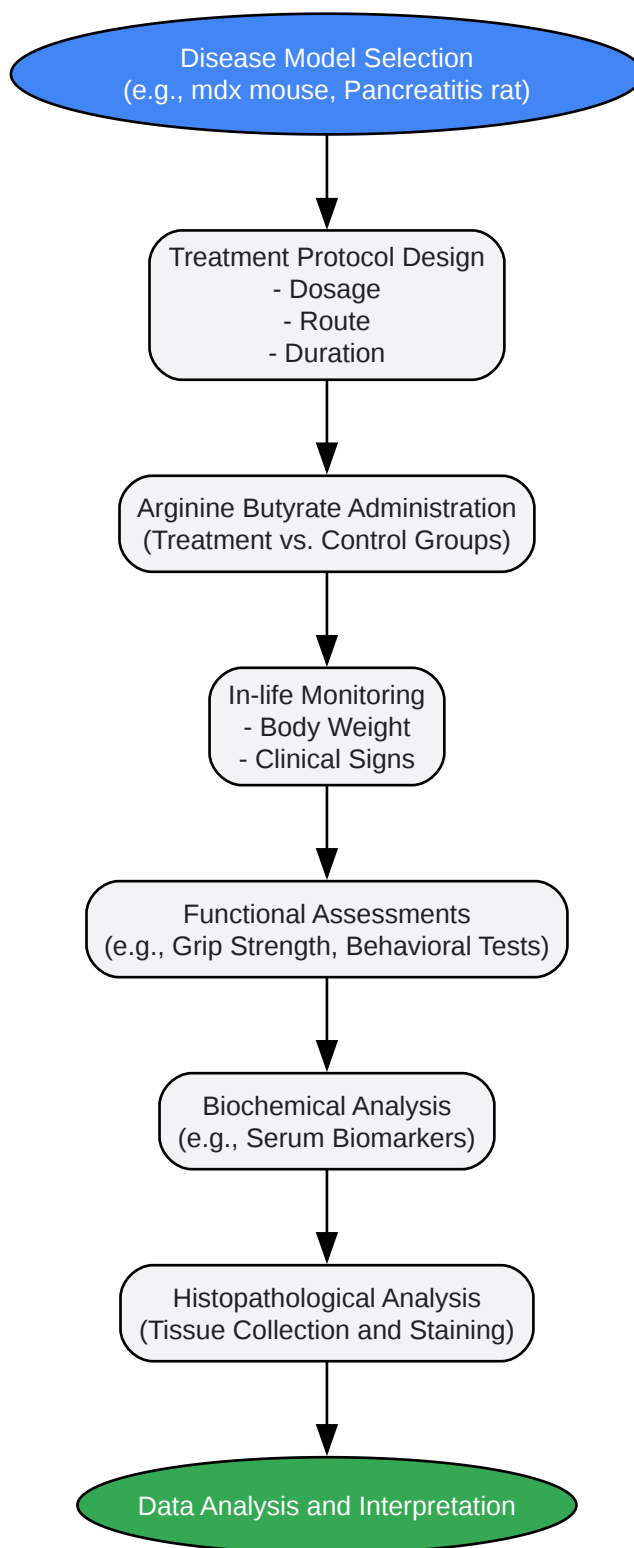 Disease Model Selection
(e.g., mdx mouse, Pancreatitis rat)
Treatment Protocol Design
- Dosage
- Route
- Duration
Arginine Butyrate Administration
(Treatment vs. Control Groups)
In-life Monitoring
- Body Weight
- Clinical Signs
Functional Assessments
(e.g., Grip Strength, Behavioral Tests)
Biochemical Analysis
(e.g., Serum Biomarkers)
Histopathological Analysis
(Tissue Collection and Staining)
Data Analysis and Interpretation